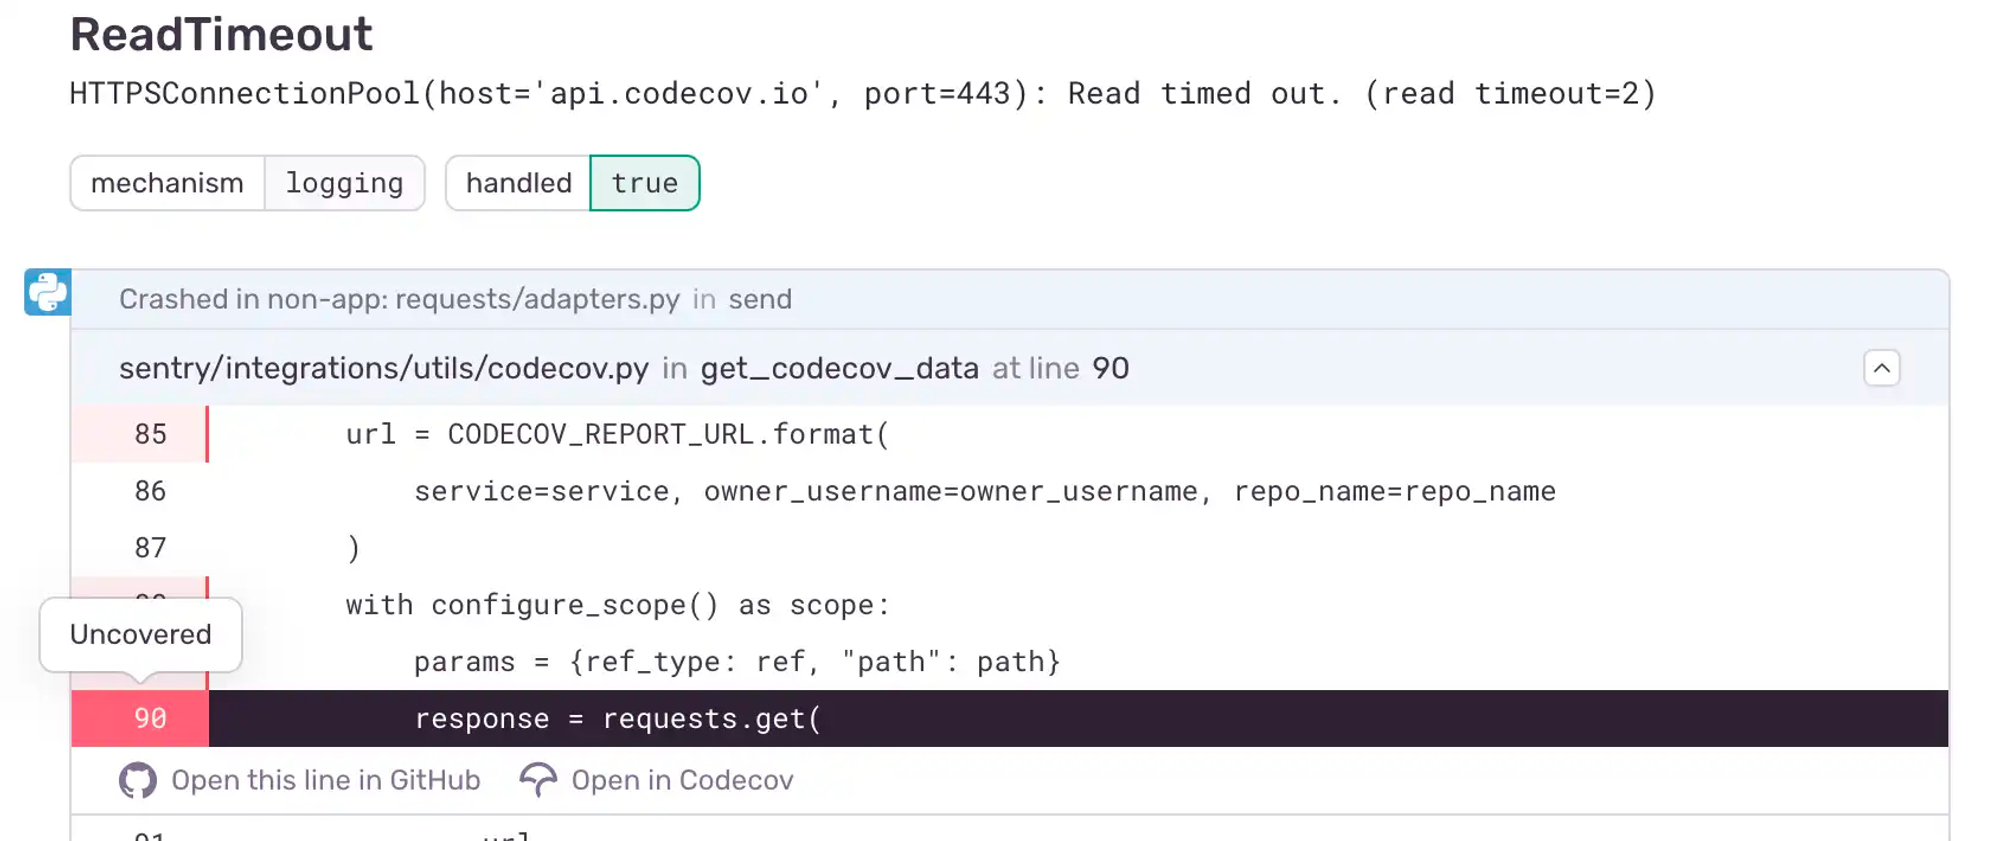 ReadTimeout
HTTPSConnectionPool(host='api.codecov.io', port=443): Read timed out. (read timeout=2)
mechanism logging handled true
Crashed in non-app: requests/adapters.py in send
sentry/integrations/utils/codecov.py in get_codecov_data at line 90
85 url = CODECOV_REPORT_URL.format(
86 service=service, owner_username=owner_username, repo_name=repo_name
87 )
with configure_scope() as scope:
Uncovered
params = {ref_type: ref, "path": path}
90 response = requests.get(
Open this line in GitHub Open in Codecov
91 url